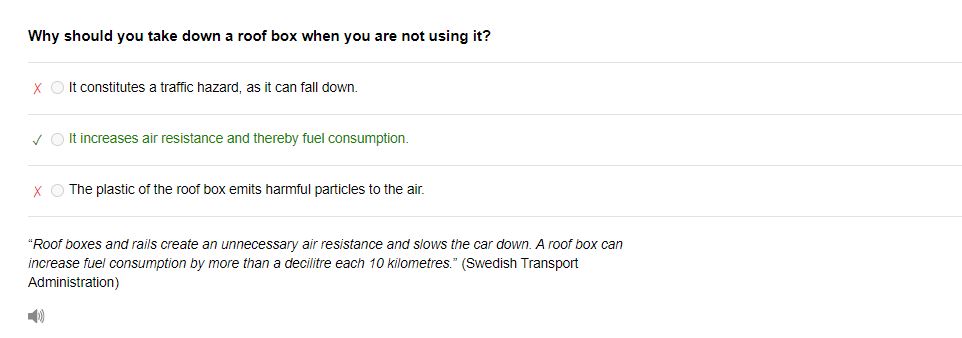 Why should you take down a roof box when you are not using it?
It constitutes a traffic hazard, as it can fall down.
It increases air resistance and thereby fuel consumption.
The plastic of the roof box emits harmful particles to the air.
“Roof boxes and rails create an unnecessary air resistance and slows the car down. A roof box can
increase fuel consumption by more than a decilitre each 10 kilometres.” (Swedish Transport
Administration)